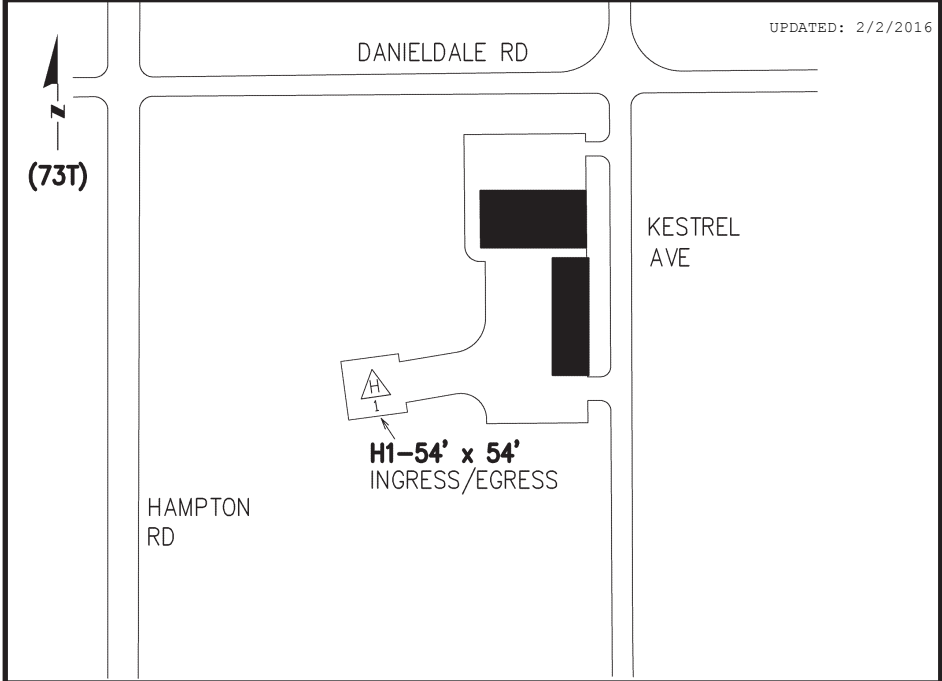 UPDATED: 2/2/2016
DANIELDALE RD
N
(73T)
KESTREL
AVE
H
1
H1-54' x 54'
INGRESS/EGRESS
HAMPTON
RD